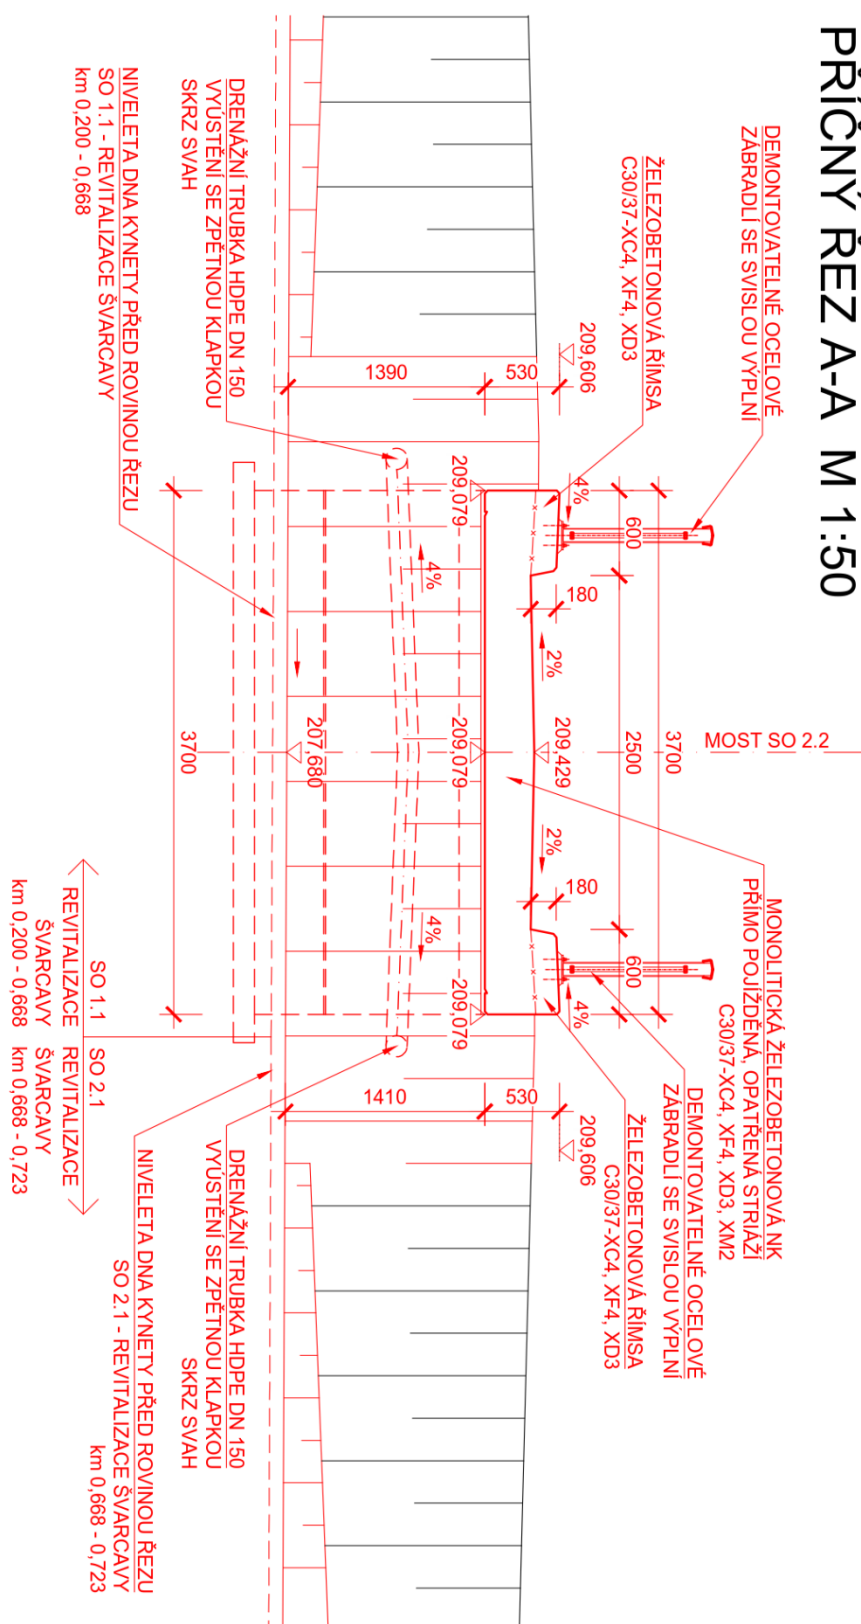 PŘÍČNÝ ŘEZ A-A M 1:50
DEMONTOVATELNÉ OCELOVÉ
ZÁBRADLÍ SE SVISLOU VÝPLNÍ
ŽELEZOBETONOVÁ ŘÍMSA
C30/37-XC4, XF4, XD3
DRENÁŽNÍ TRUBKA HDPE DN 150
VYÚSTĚNÍ SE ZPĚTNOU KLAPKOU
SKRZ SVAH
NIVELETA DNA KYNETY PŘED ROVINOU ŘEZU
SO 1.1 - REVITALIZACE ŠVARCAVY
km 0,200 - 0,668
MOST SO 2.2
3700
600
2500
600
4%
4%
180
180
2%
2%
209,606
209,606
530
1390
530
1410
209,429
209,079
209,079
209,079
4%
4%
207,680
3700
MONOLITICKÁ ŽELEZOBETONOVÁ NK
PŘÍMO POJÍŽDĚNÁ, OPATŘENÁ STRIÁŽÍ
C30/37-XC4, XF4, XD3, XM2
DEMONTOVATELNÉ OCELOVÉ
ZÁBRADLÍ SE SVISLOU VÝPLNÍ
ŽELEZOBETONOVÁ ŘÍMSA
C30/37-XC4, XF4, XD3
DRENÁŽNÍ TRUBKA HDPE DN 150
VYÚSTĚNÍ SE ZPĚTNOU KLAPKOU
SKRZ SVAH
NIVELETA DNA KYNETY PŘED ROVINOU ŘEZU
SO 2.1 - REVITALIZACE ŠVARCAVY
km 0,668 - 0,723
SO 1.1
REVITALIZACE
ŠVARCAVY
km 0,200 - 0,668
SO 2.1
REVITALIZACE
ŠVARCAVY
km 0,668 - 0,723